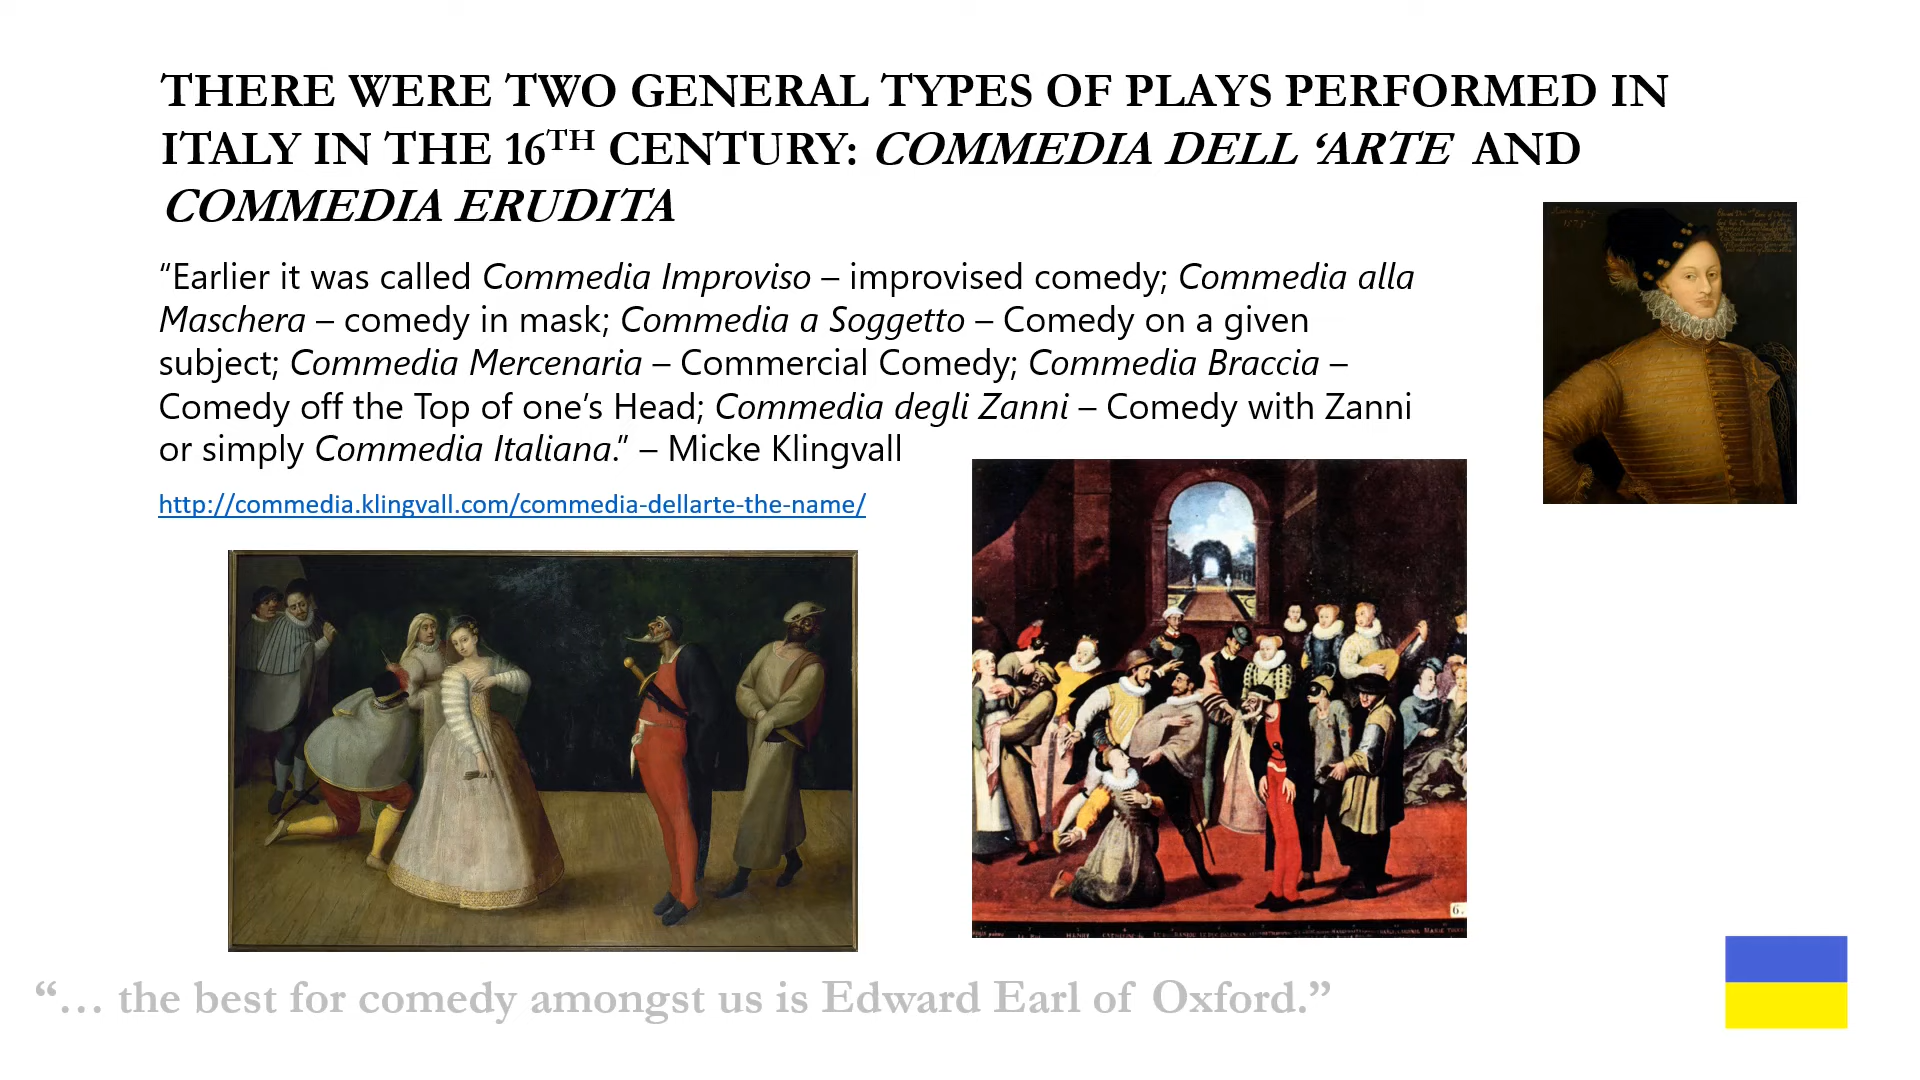 THERE WERE TWO GENERAL TYPES OF PLAYS PERFORMED IN
ITALY IN THE 16TH CENTURY: COMMEDIA DELL ‘ARTE AND
COMMEDIA ERUDITA
“Earlier it was called Commedia Improviso – improvised comedy; Commedia alla
Maschera – comedy in mask; Commedia a Soggetto – Comedy on a given
subject; Commedia Mercenaria – Commercial Comedy; Commedia Braccia –
Comedy off the Top of one’s Head; Commedia degli Zanni – Comedy with Zanni
or simply Commedia Italiana.” – Micke Klingvall
http://commedia.klingvall.com/commedia-dellarte-the-name/
6.
“… the best for comedy amongst us is Edward Earl of Oxford.”